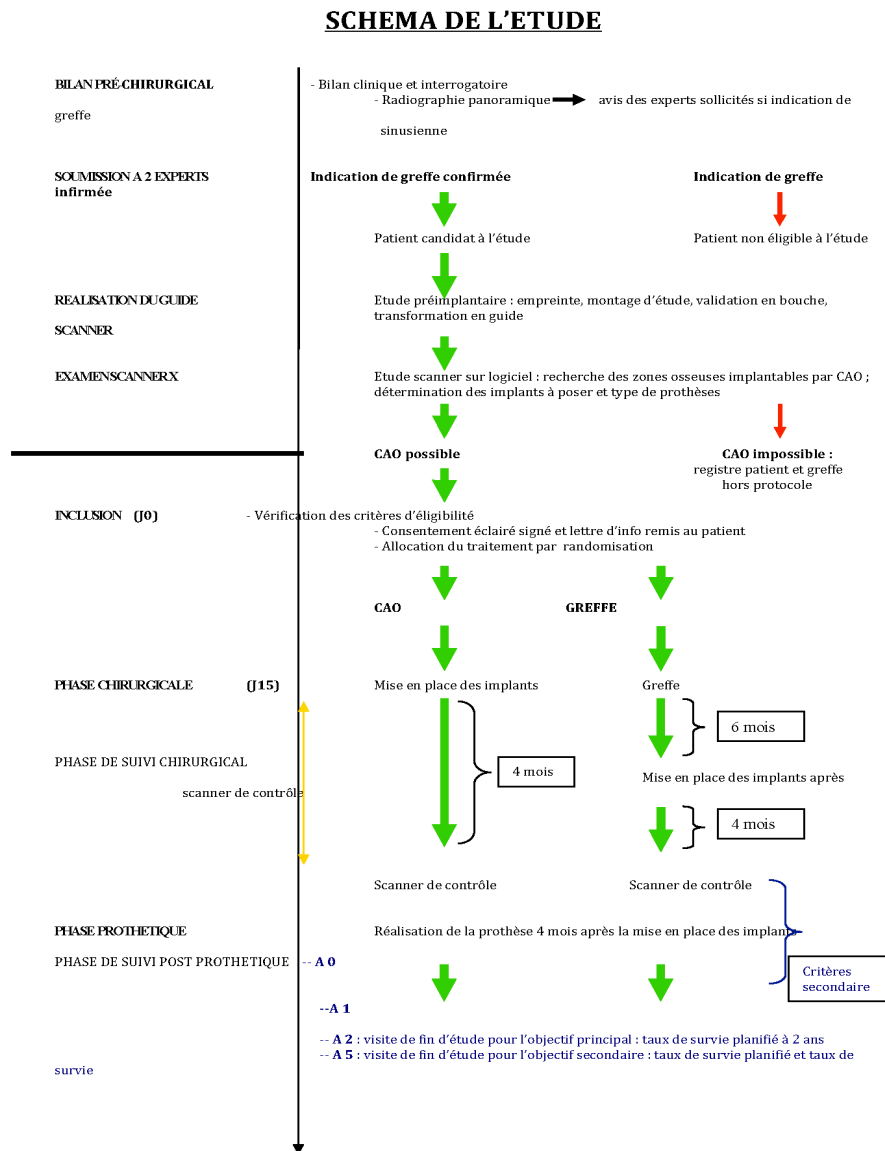 SCHEMA DE L'ETUDE
BILAN PRÉ-CHIRURGICAL - Bilan clinique et interrogatoire
- Radiographie panoramique avis des experts sollicités si indication de
greffe
sinusienne
SOUMISSION A 2 EXPERTS Indication de greffe confirmée Indication de greffe
infirmée
Patient candidat à l'étude Patient non éligible à l'étude
REALISATION DU GUIDE Etude préimplantaire : empreinte, montage d'étude, validation en bouche,
transformation en guide
SCANNER
EXAMEN SCANNER X Etude scanner sur logiciel : recherche des zones osseuses implantables par CAO ;
détermination des implants à poser et type de prothèses
CAO possible CAO impossible :
registre patient et greffe
hors protocole
INCLUSION (J0) - Vérification des critères d'éligibilité
- Consentement éclairé signé et lettre d'info remis au patient
- Allocation du traitement par randomisation
CAO GREFFE
PHASE CHIRURGICALE (J15) Mise en place des implants Greffe
6 mois
PHASE DE SUIVI CHIRURGICAL
4 mois
Mise en place des implants après
scanner de contrôle
4 mois
Scanner de contrôle Scanner de contrôle
PHASE PROTHETIQUE Réalisation de la prothèse 4 mois après la mise en place des implants
PHASE DE SUIVI POST PROTHETIQUE -- A 0
Critères
secondaire
--A 1
-- A 2 : visite de fin d'étude pour l'objectif principal : taux de survie planifié à 2 ans
-- A 5 : visite de fin d'étude pour l'objectif secondaire : taux de survie planifié et taux de
survie